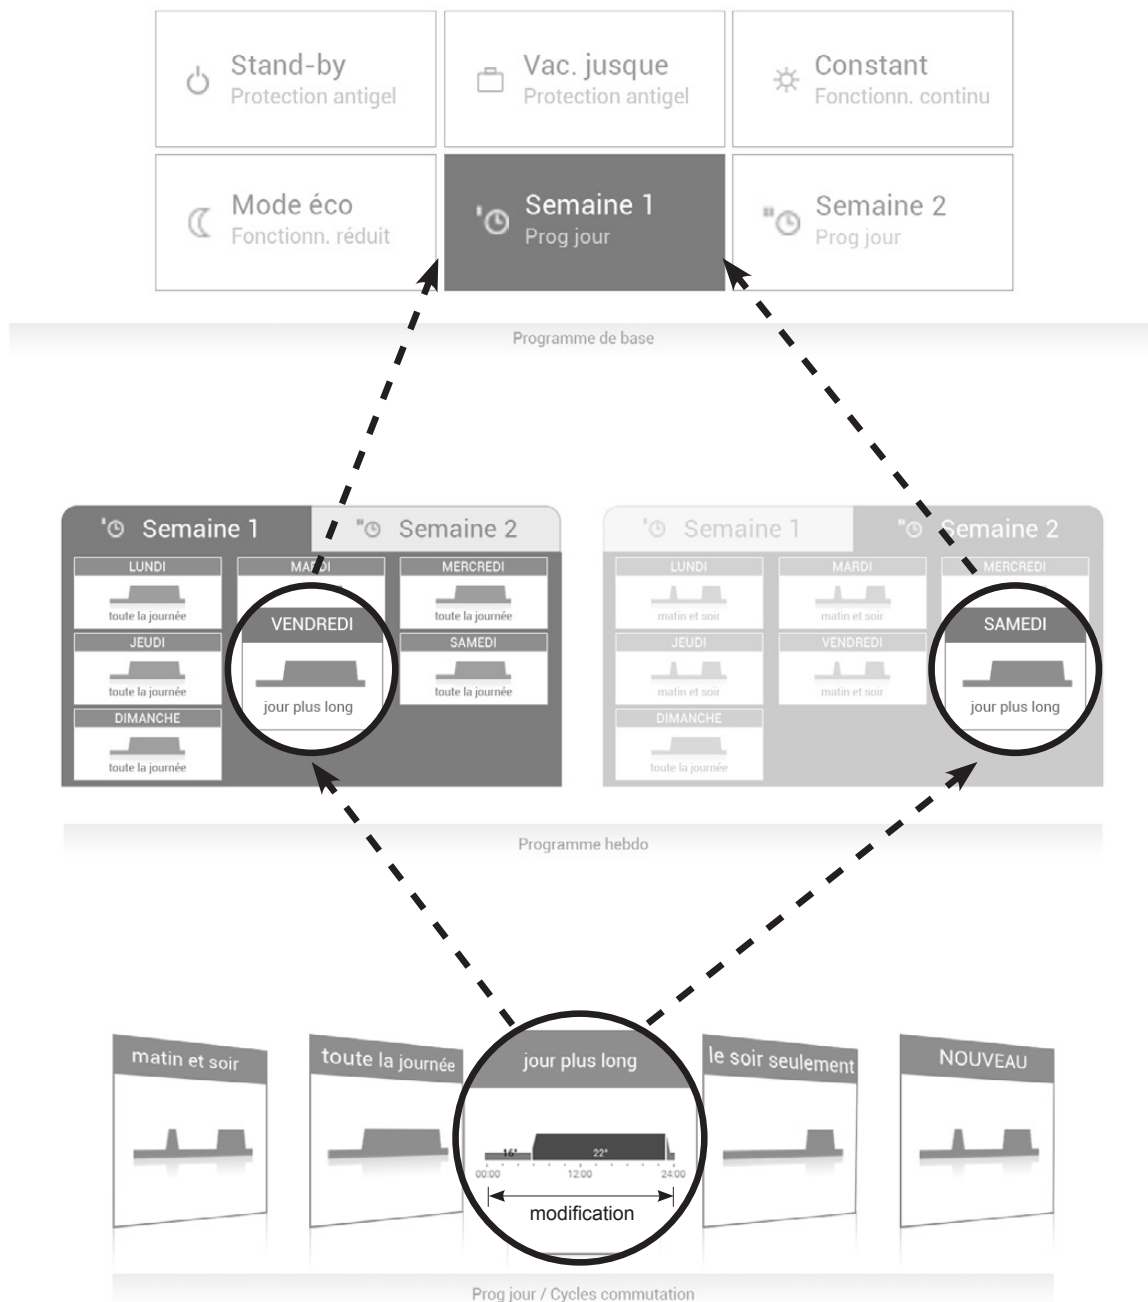 Stand-by
Protection antigel
Vac. jusque
Protection antigel
Constant
Fonctionn. continu
Mode éco
Fonctionn. réduit
Semaine 1
Prog jour
Semaine 2
Prog jour
Programme de base
Semaine 1
Semaine 2
LUNDI
toute la journée
MARDI
MERCREDI
toute la journée
JEUDI
toute la journée
VENDREDI
jour plus long
SAMEDI
toute la journée
DIMANCHE
toute la journée
Semaine 1
Semaine 2
LUNDI
matin et soir
MARDI
matin et soir
MERCREDI
JEUDI
matin et soir
VENDREDI
matin et soir
SAMEDI
jour plus long
DIMANCHE
toute la journée
Programme hebdo
matin et soir
toute la journée
jour plus long
16°
22°
00:00
12:00
24:00
modification
le soir seulement
NOUVEAU
Prog jour / Cycles commutation